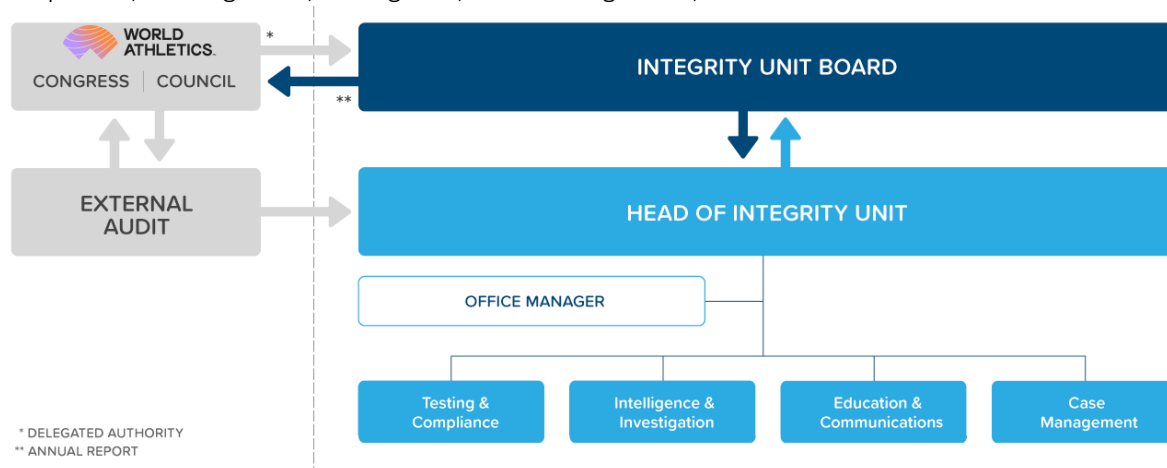 WORLD
ATHLETICS.
CONGRESS | COUNCIL
*
**
INTEGRITY UNIT BOARD
EXTERNAL
AUDIT
HEAD OF INTEGRITY UNIT
OFFICE MANAGER
Testing &
Compliance
Intelligence &
Investigation
Education &
Communications
Case
Management
* DELEGATED AUTHORITY
** ANNUAL REPORT